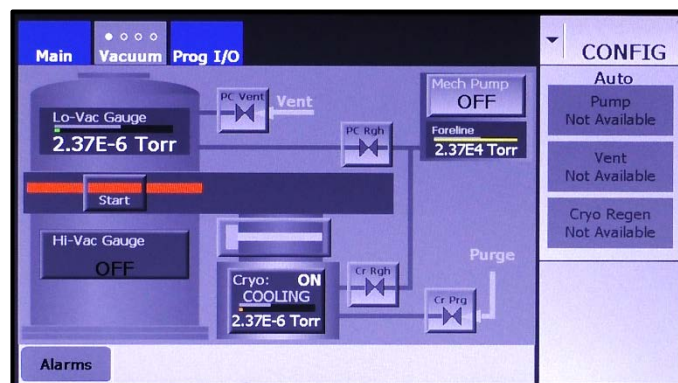 Main
Vacuum
Prog I/O
CONFIG
Auto
Pump
Not Available
Vent
Not Available
Cryo Regen
Not Available
PC Vent
Vent
Mech Pump
OFF
Lo-Vac Gauge
2.37E-6 Torr
PC Rgh
Foreline
2.37E4 Torr
Start
Hi-Vac Gauge
OFF
Purge
Cryo: ON
COOLING
2.37E-6 Torr
Cr Rgh
Cr Prg
Alarms